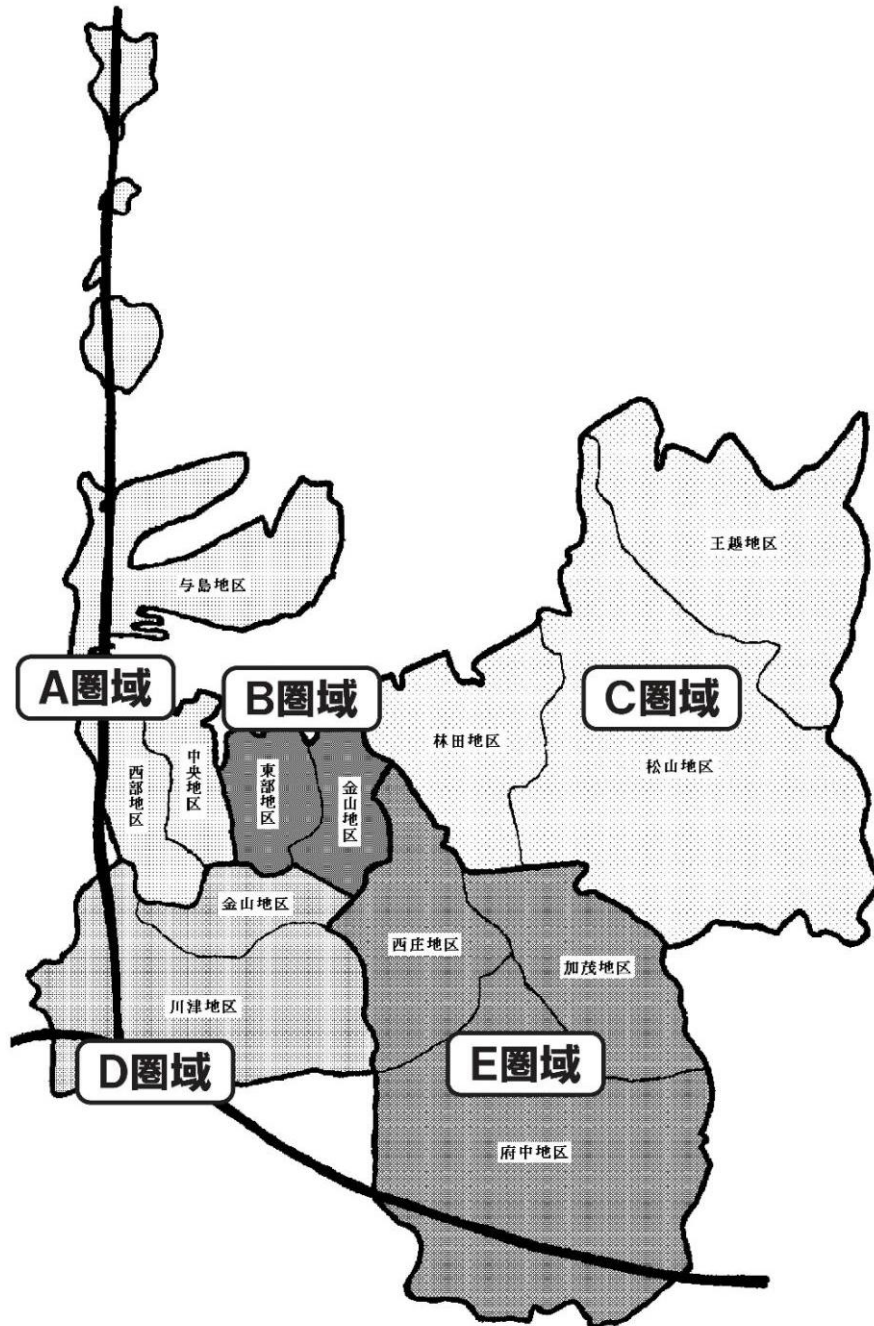 王越地区
与島地区
A圏域
B圏域
C圏域
林田地区
中央地区
西部地区
東部地区
金山地区
松山地区
金山地区
西庄地区
加茂地区
川津地区
D圏域
E圏域
府中地区